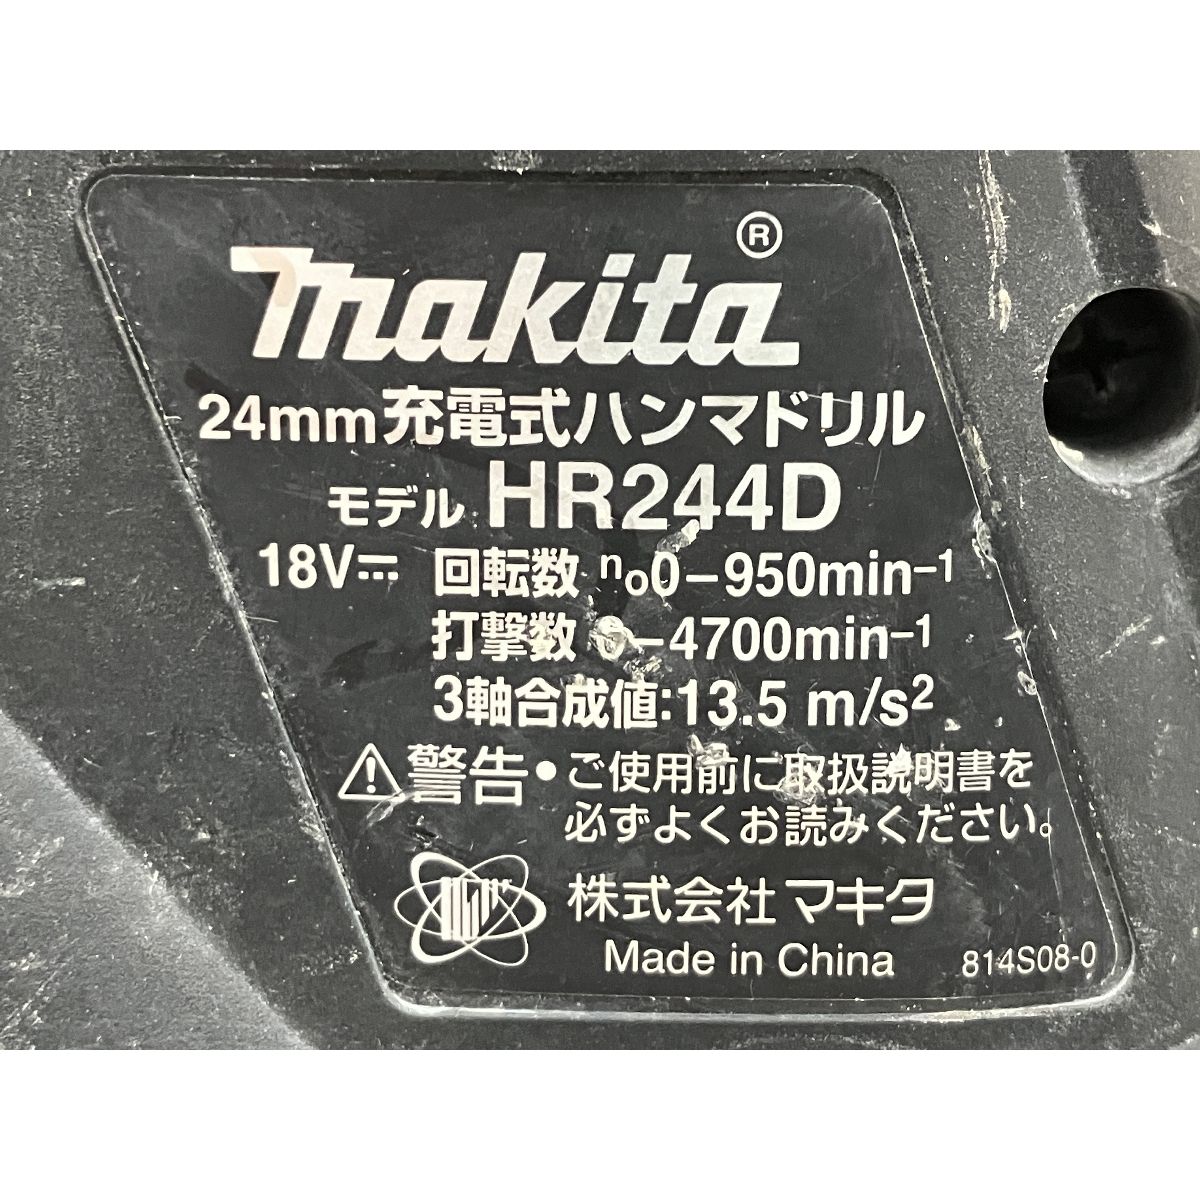 makita®
24mm充電式ハンマドリル
モデル HR244D
18V⎓ 回転数 n₀0−950min⁻¹
打撃数 0−4700min⁻¹
3軸合成値:13.5 m/s²
⚠警告・ご使用前に取扱説明書を
必ずよくお読みください。
株式会社 マキタ
Made in China
814S08-0